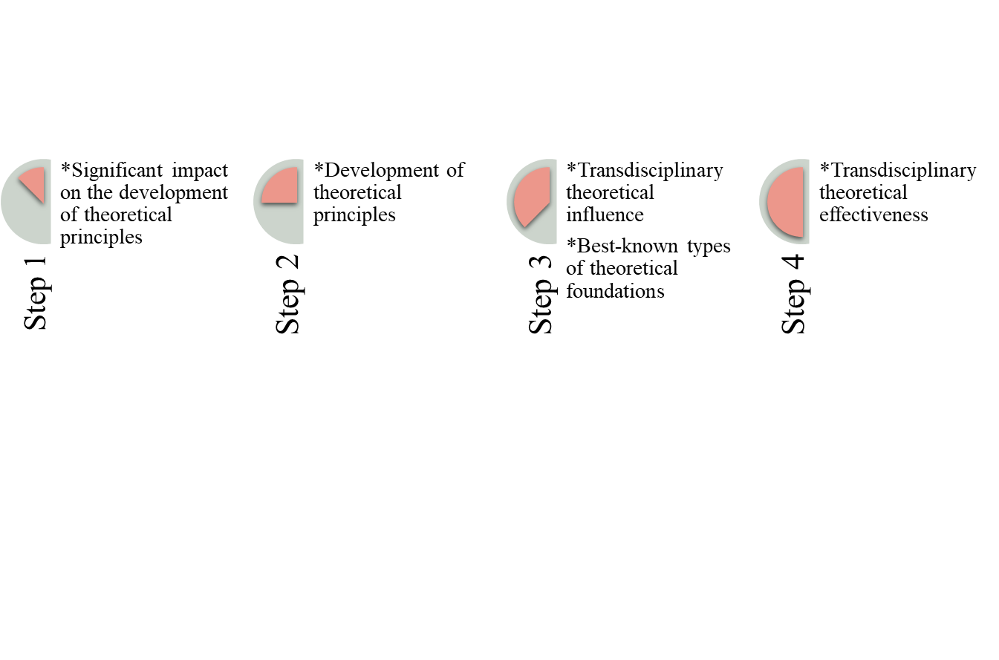 *Significant impact
on the development
of theoretical
principles
Step 1
*Development of
theoretical
principles
Step 2
*Transdisciplinary
theoretical
influence
*Best-known types
of theoretical
foundations
Step 3
*Transdisciplinary
theoretical
effectiveness
Step 4